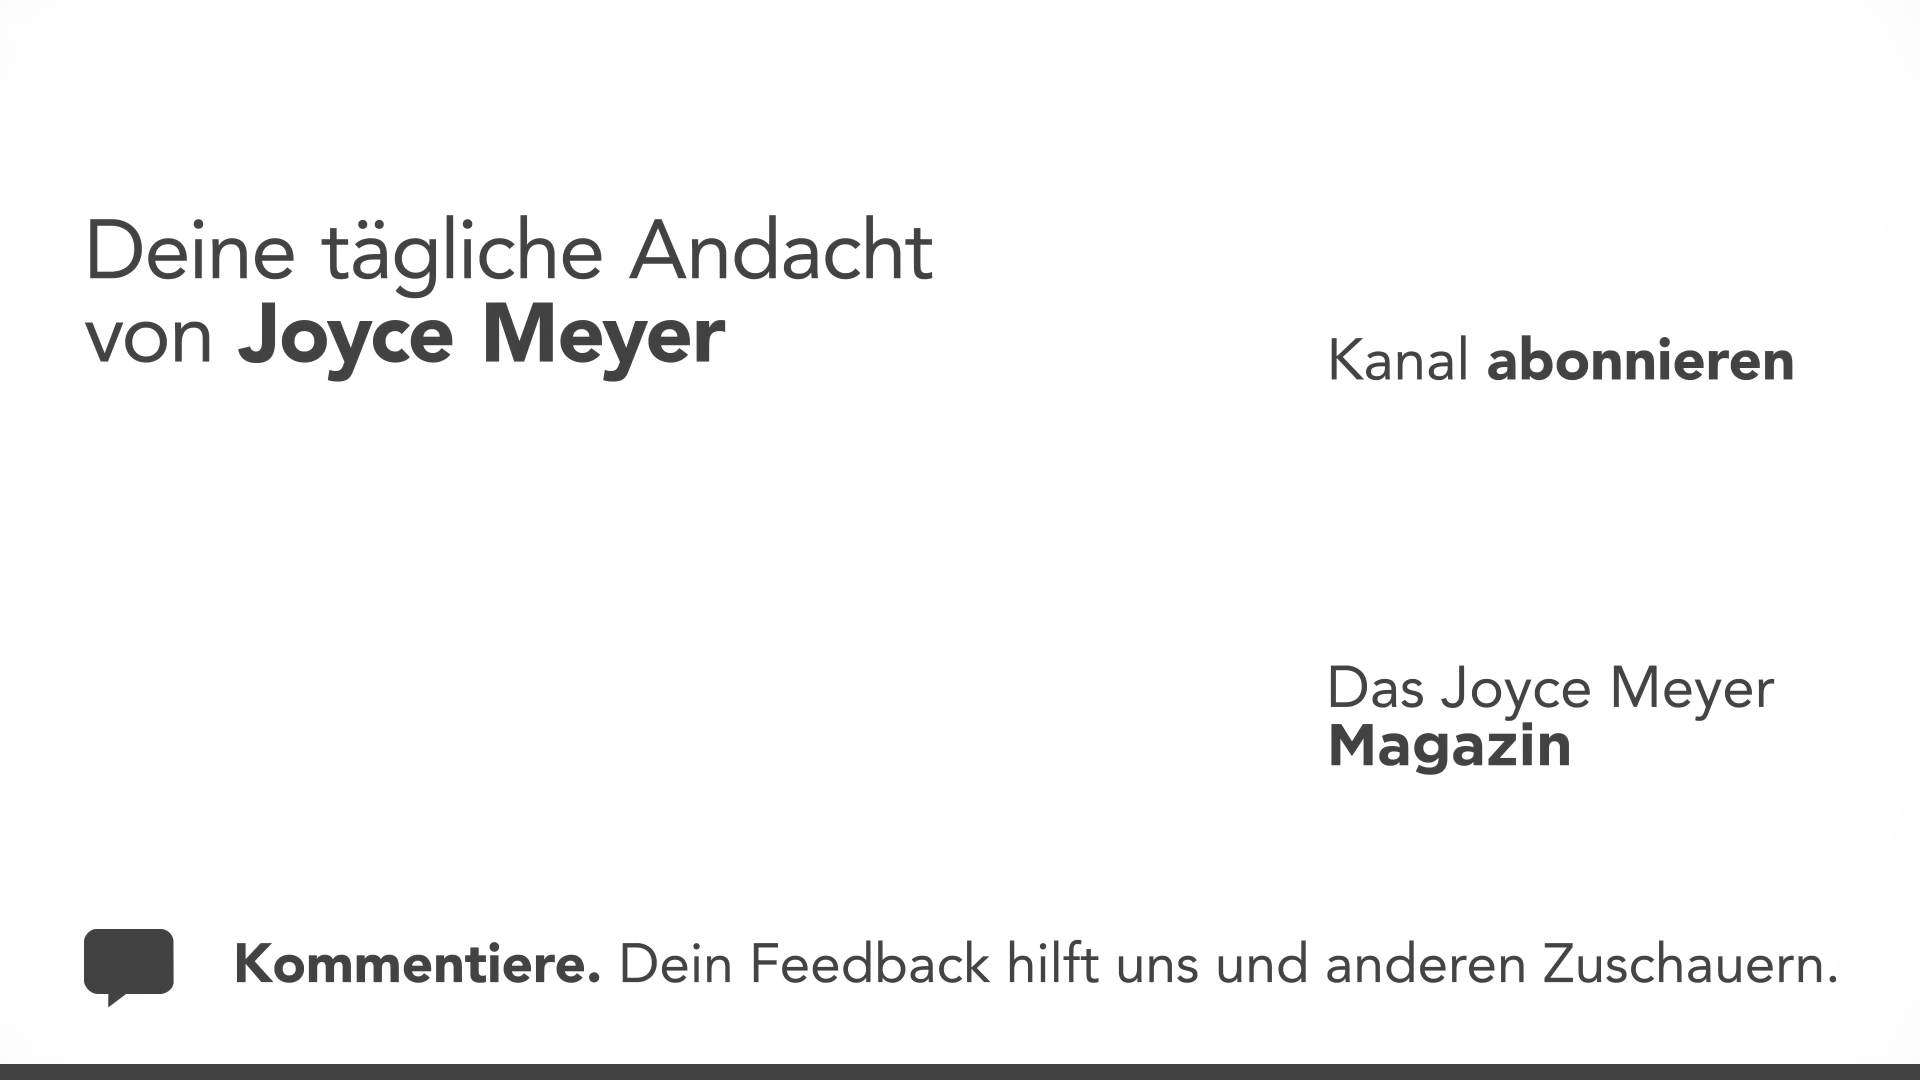 Deine tägliche Andacht
von Joyce Meyer
Kanal abonnieren
Das Joyce Meyer
Magazin
Kommentiere. Dein Feedback hilft uns und anderen Zuschauern.